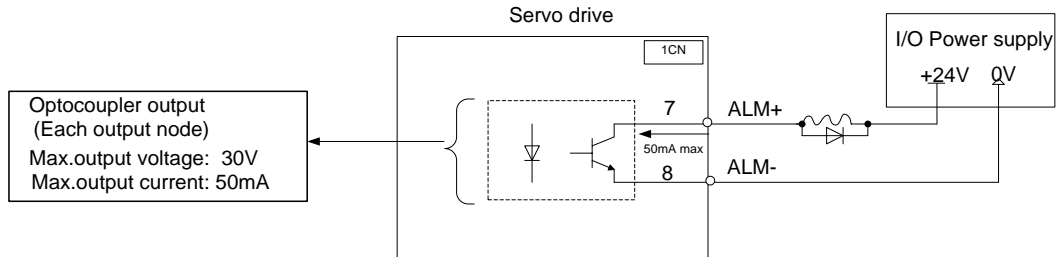 Servo drive
1CN
I/O Power supply
+24V 0V
Optocoupler output
(Each output node)
Max.output voltage: 30V
Max.output current: 50mA
7
ALM+
50mA max
8
ALM-